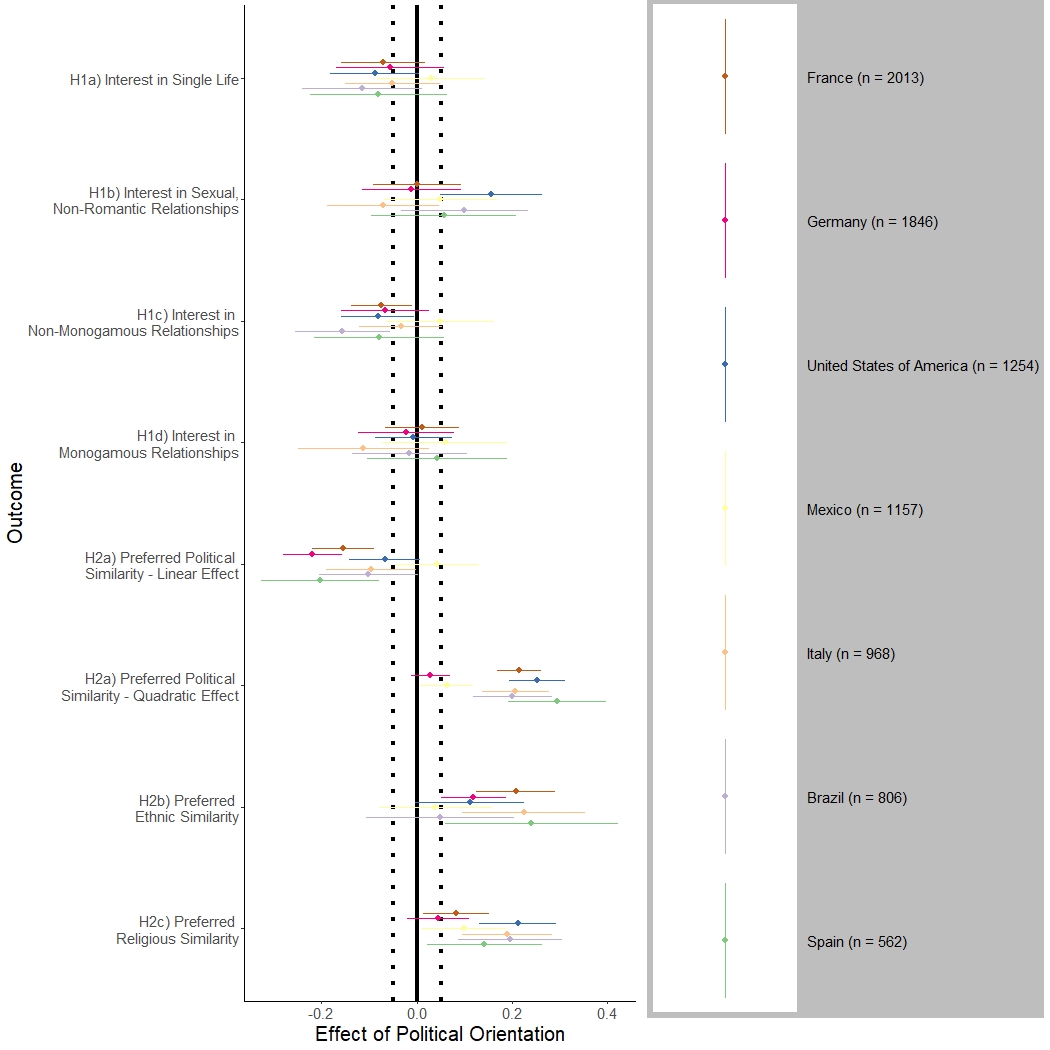 Outcome
H1a) Interest in Single Life
H1b) Interest in Sexual,
Non-Romantic Relationships
H1c) Interest in
Non-Monogamous Relationships
H1d) Interest in
Monogamous Relationships
H2a) Preferred Political
Similarity - Linear Effect
H2a) Preferred Political
Similarity - Quadratic Effect
H2b) Preferred
Ethnic Similarity
H2c) Preferred
Religious Similarity
-0.2 0.0 0.2 0.4
Effect of Political Orientation
France (n = 2013)
Germany (n = 1846)
United States of America (n = 1254)
Mexico (n = 1157)
Italy (n = 968)
Brazil (n = 806)
Spain (n = 562)